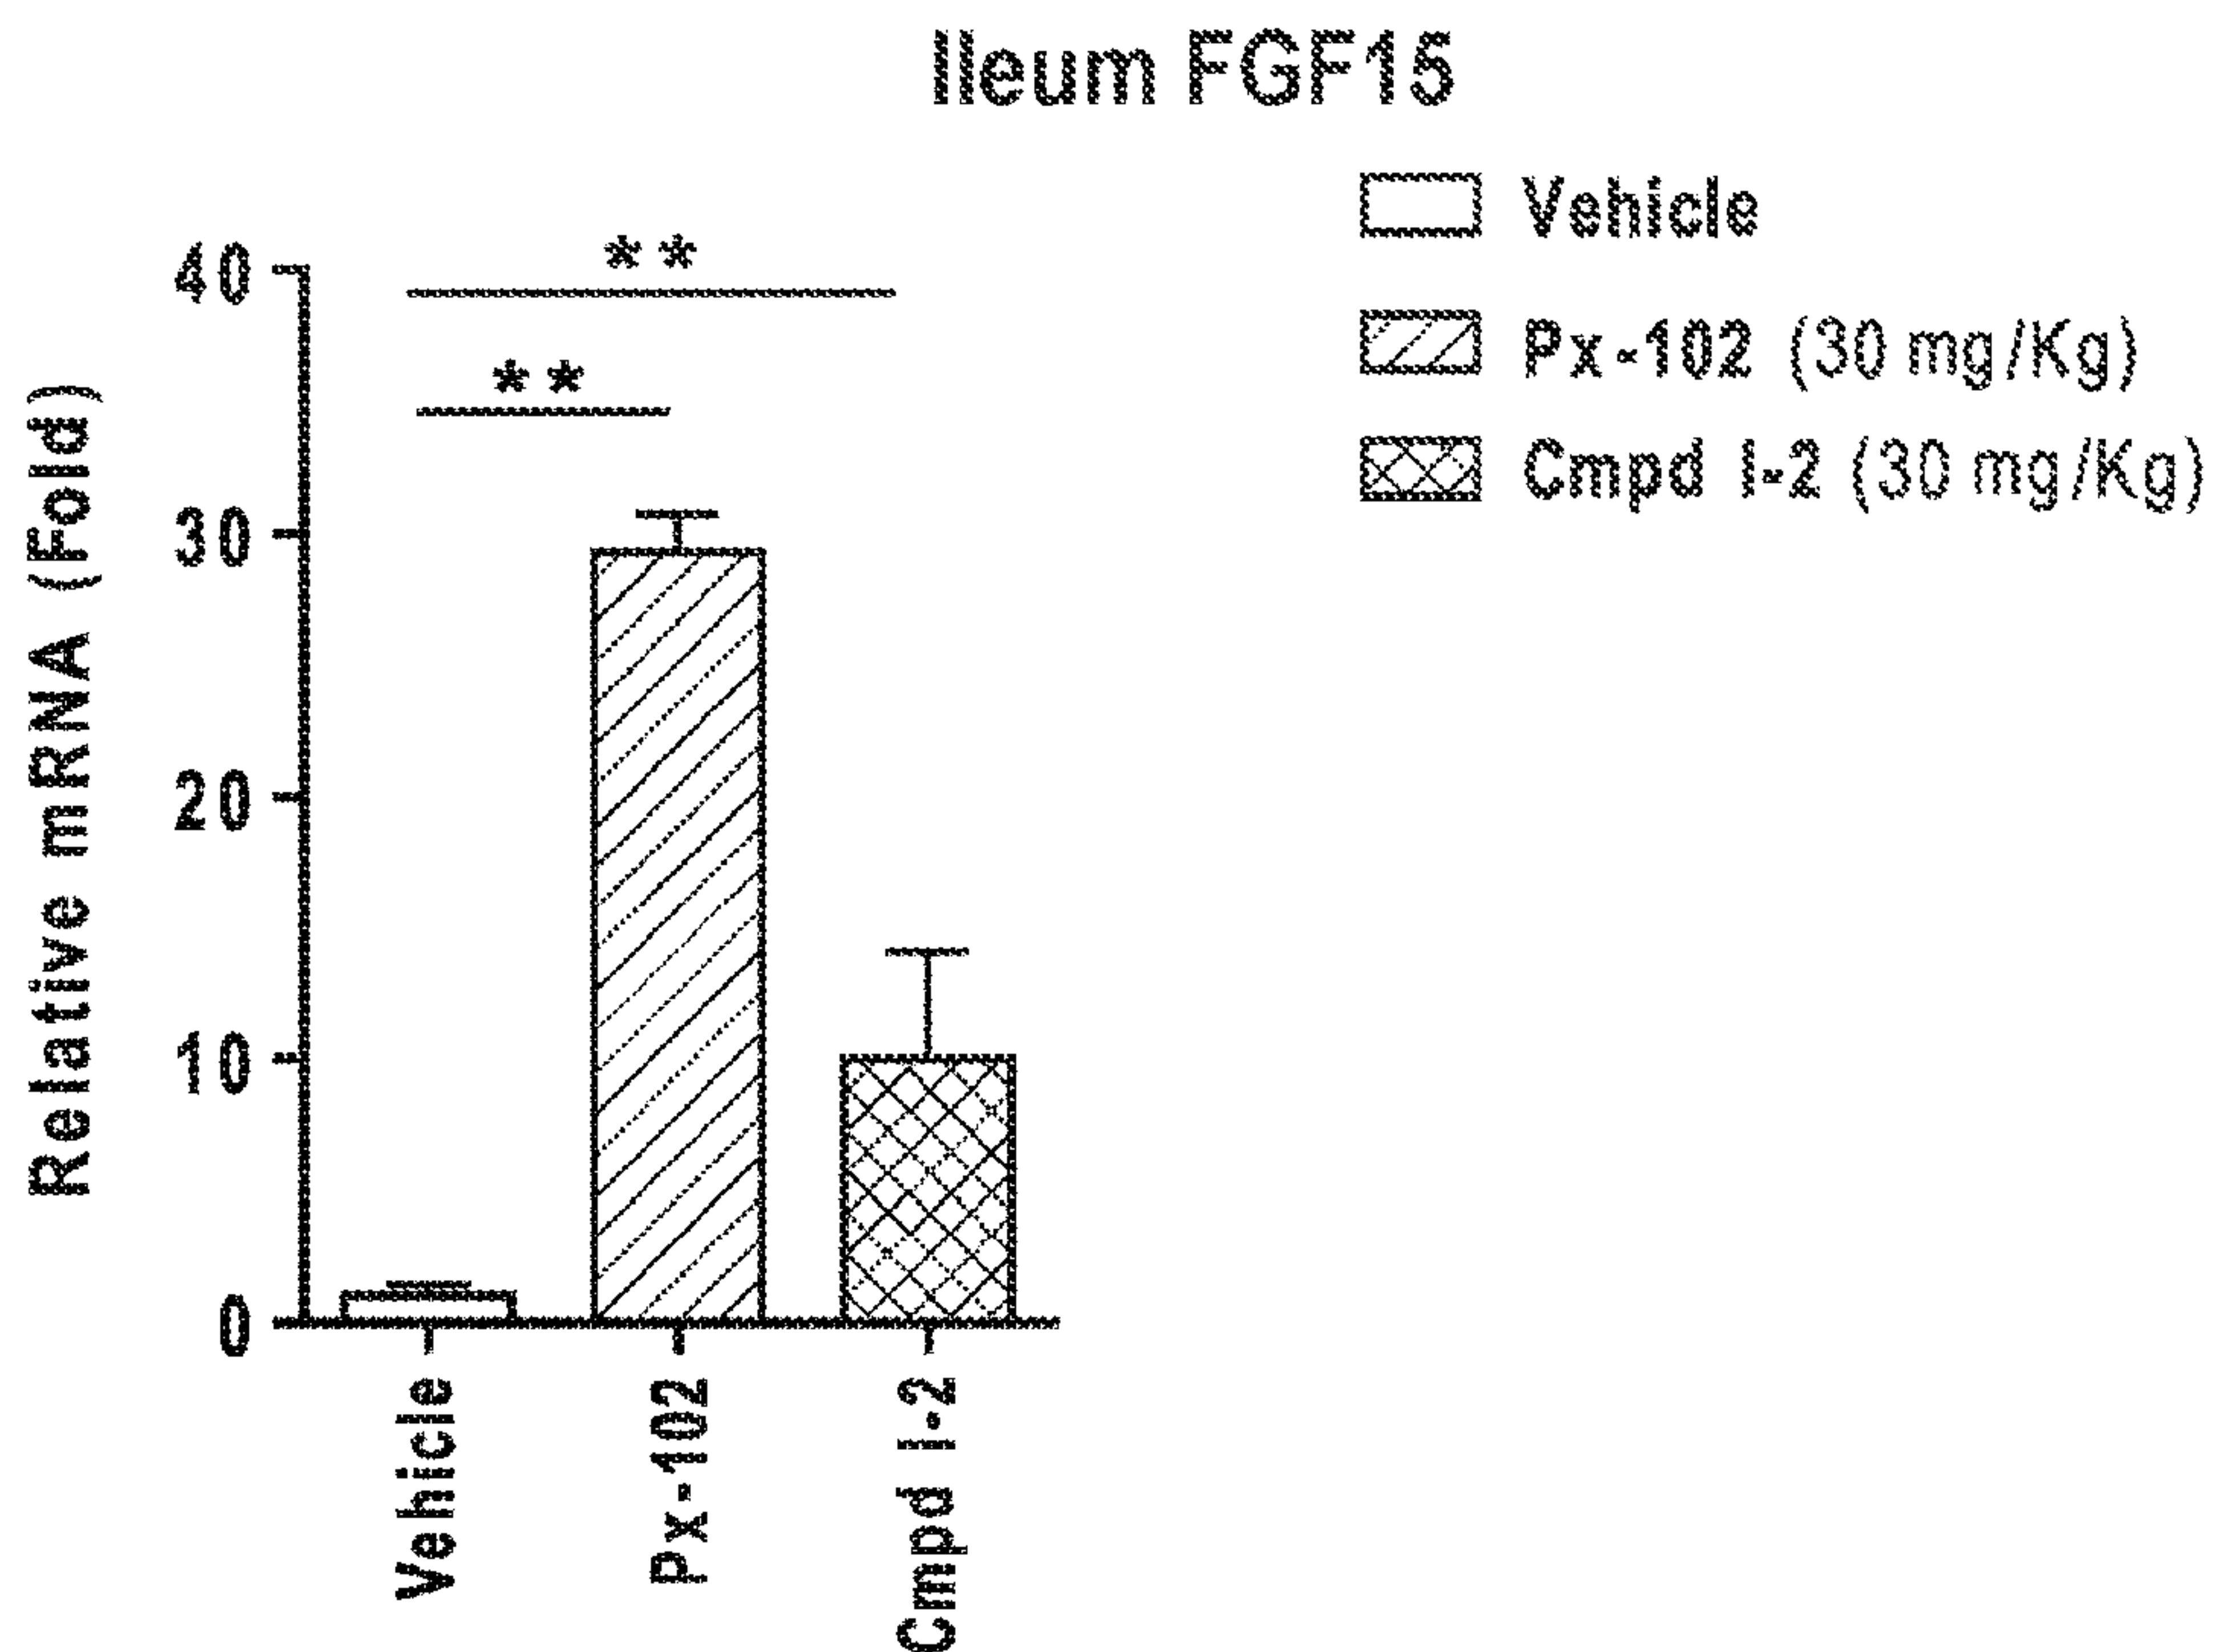 Ileum FGF15
Vehicle
Px-102 (30 mg/Kg)
Cmpd I-2 (30 mg/Kg)
Relative mRNA (Fold)
40
30
20
10
0
**
**
Vehicle
Px-102
Cmpd I-2